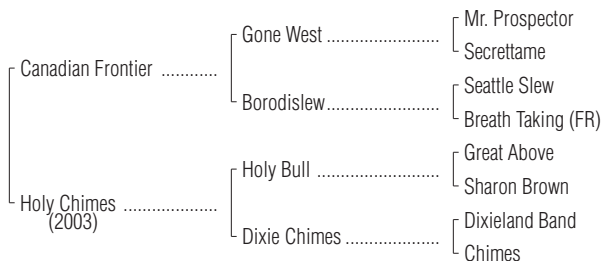 Mr. Prospector
Gone West ........................
Secrettame
Canadian Frontier ............
Seattle Slew
Borodislew........................
Breath Taking (FR)
Great Above
Holy Bull ..........................
Sharon Brown
Holy Chimes ....................
(2003)
Dixieland Band
Dixie Chimes ....................
Chimes